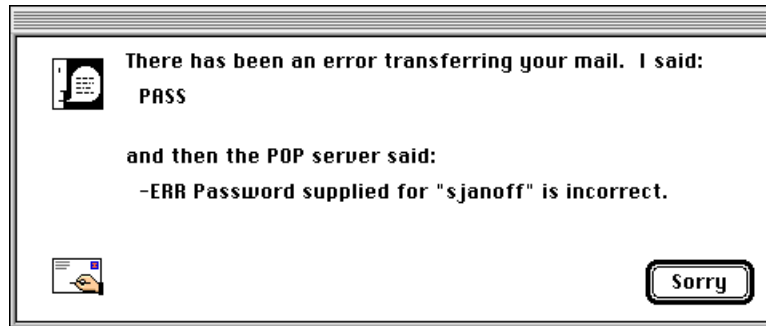 There has been an error transferring your mail.  I said:
PASS
and then the POP server said:
-ERR Password supplied for "sjanoff" is incorrect.
Sorry